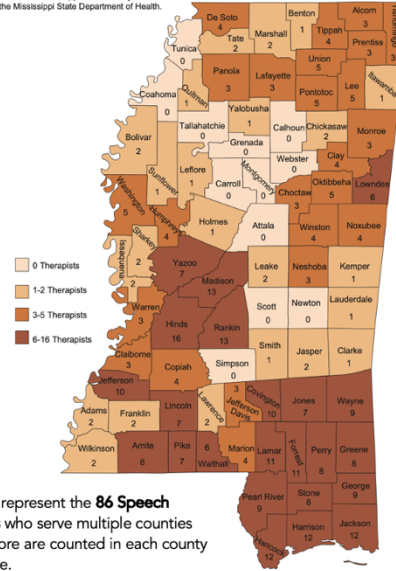 the Mississippi State Department of Health.
De Soto
4
Benton
1
Alcorn
3
Tunica
0
Tate
2
Marshall
2
Tippah
4
Prentiss
3
Union
5
Panola
3
Lafayette
3
Coahoma
0
Quitman
1
Pontotoc
5
Lee
5
Itawamba
1
Yalobusha
1
Tallahatchie
0
Calhoun
0
Chickasaw
2
Monroe
3
Bolivar
2
Grenada
0
Sunflower
1
Leflore
1
Webster
0
Clay
4
Carroll
0
Montgomery
0
Choctaw
3
Oktibbeha
5
Lowndes
6
Washington
5
Humphreys
4
Holmes
1
Attala
0
Winston
4
Noxubee
4
Sharkey
2
Issaquena
2
Yazoo
7
Madison
13
Leake
2
Neshoba
3
Kemper
1
0 Therapists
1-2 Therapists
3-5 Therapists
6-16 Therapists
Warren
3
Hinds
16
Rankin
13
Scott
0
Newton
0
Lauderdale
1
Smith
1
Jasper
2
Clarke
1
Claiborne
3
Copiah
4
Simpson
0
Jefferson
10
Lincoln
7
Lawrence
2
3
Jefferson
Davis
Covington
10
Jones
7
Wayne
9
Adams
2
Franklin
2
Wilkinson
2
Amite
6
Pike
7
6
Walthall
Marion
4
Lamar
11
Forrest
11
Perry
8
Greene
8
Pearl River
9
Stone
8
George
9
Harrison
12
Jackson
12
Hancock
12
represent the 86 Speech
who serve multiple counties
ore are counted in each county
e.